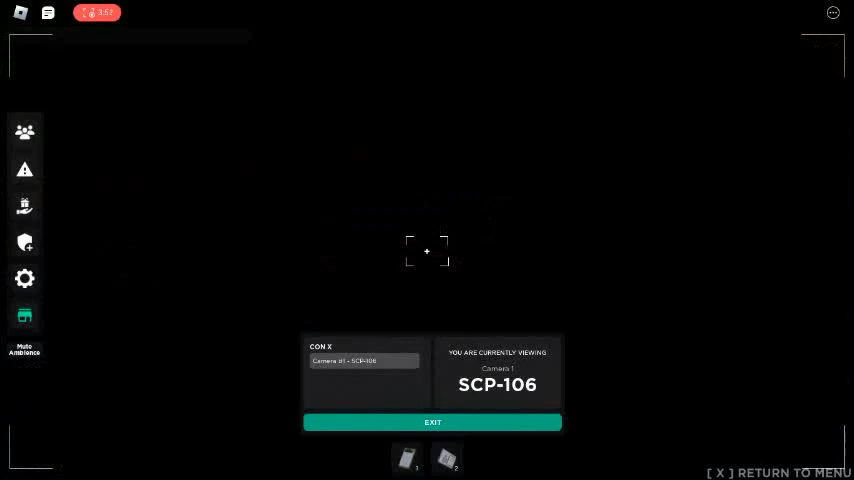 3:52
Mute
Ambience
CON X
Camera #1 - SCP-106
YOU ARE CURRENTLY VIEWING
Camera 1
SCP-106
EXIT
1
2
[ X ] RETURN TO MENU